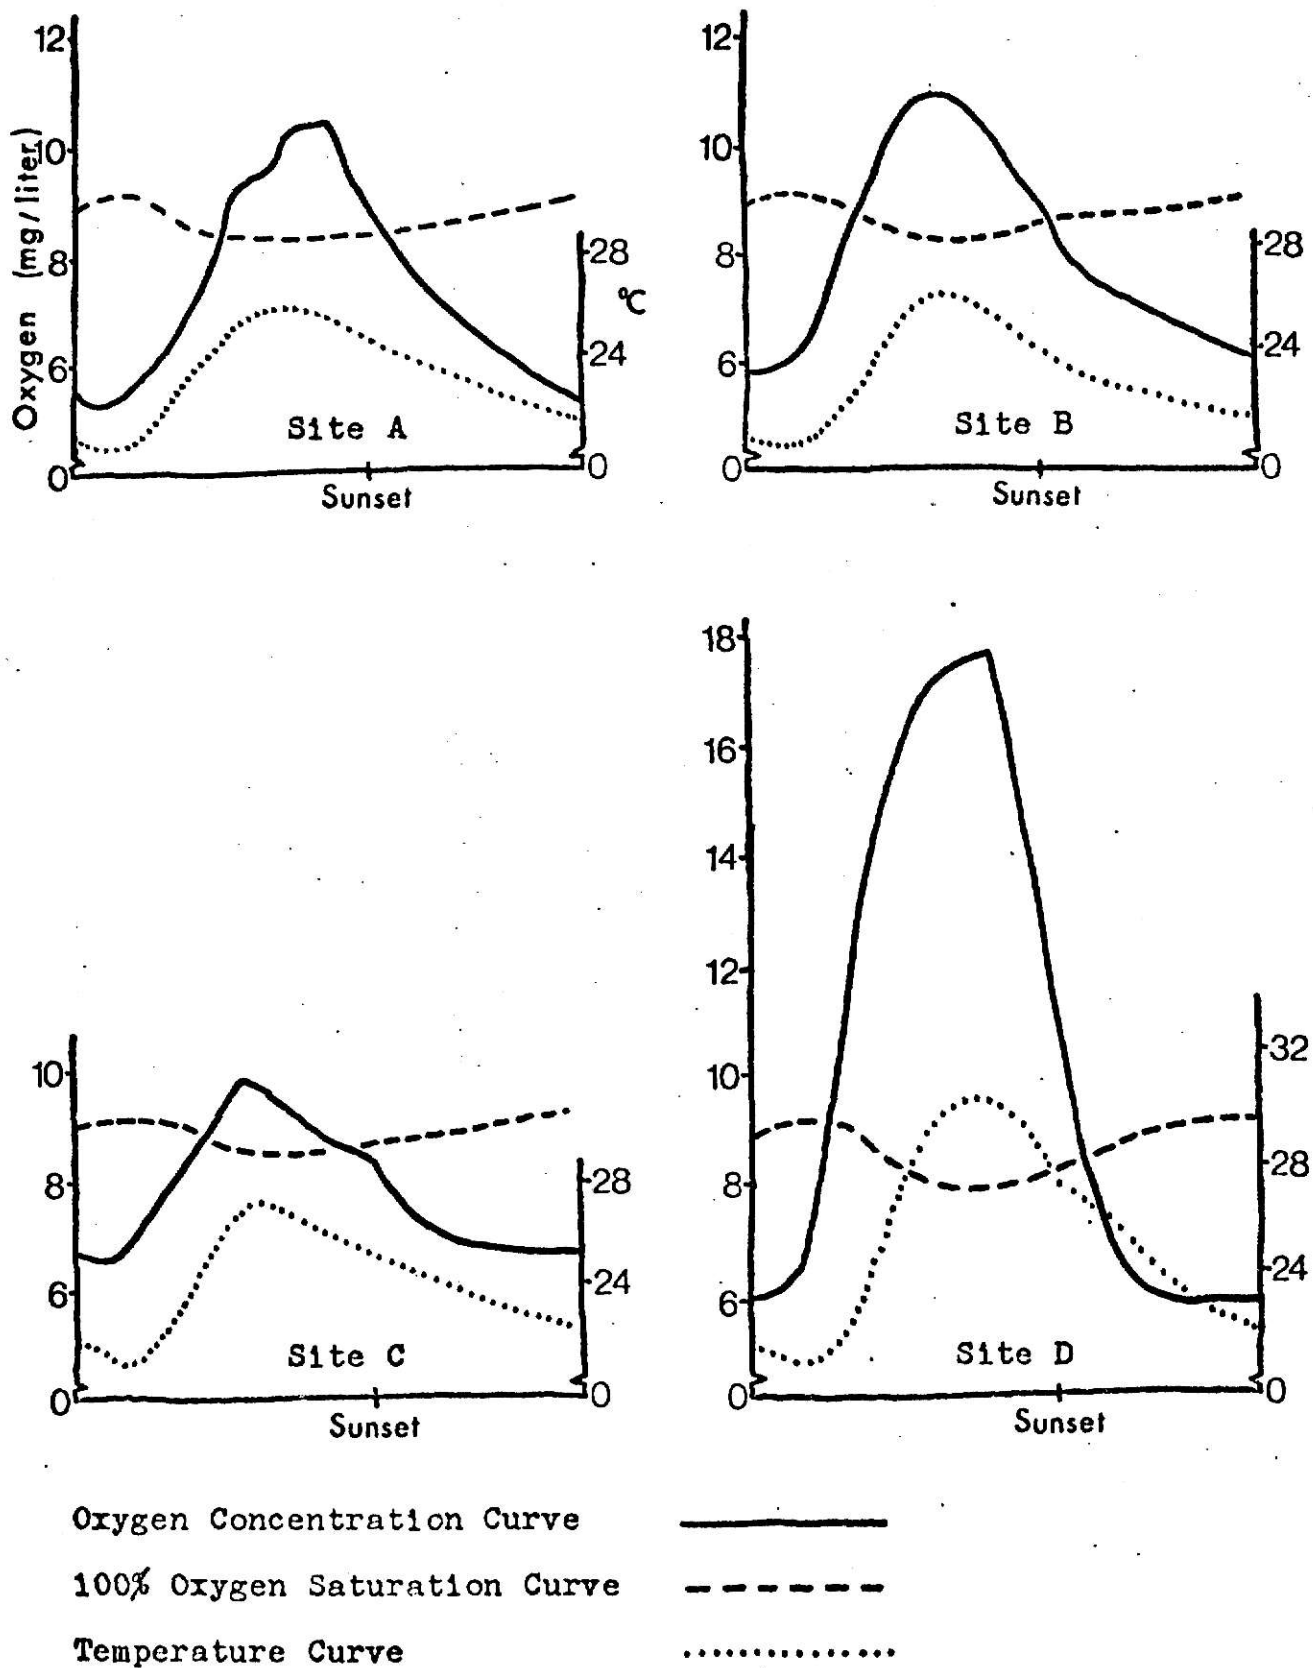 12
10
8
6
0
Oxygen (mg/liter)
28
24
0
°C
Site A
Sunset
12
10
8
6
0
28
24
0
Site B
Sunset
10
8
6
0
28
24
0
Site C
Sunset
18
16
14
12
10
8
6
0
32
28
24
0
Site D
Sunset
Oxygen Concentration Curve
100% Oxygen Saturation Curve
Temperature Curve